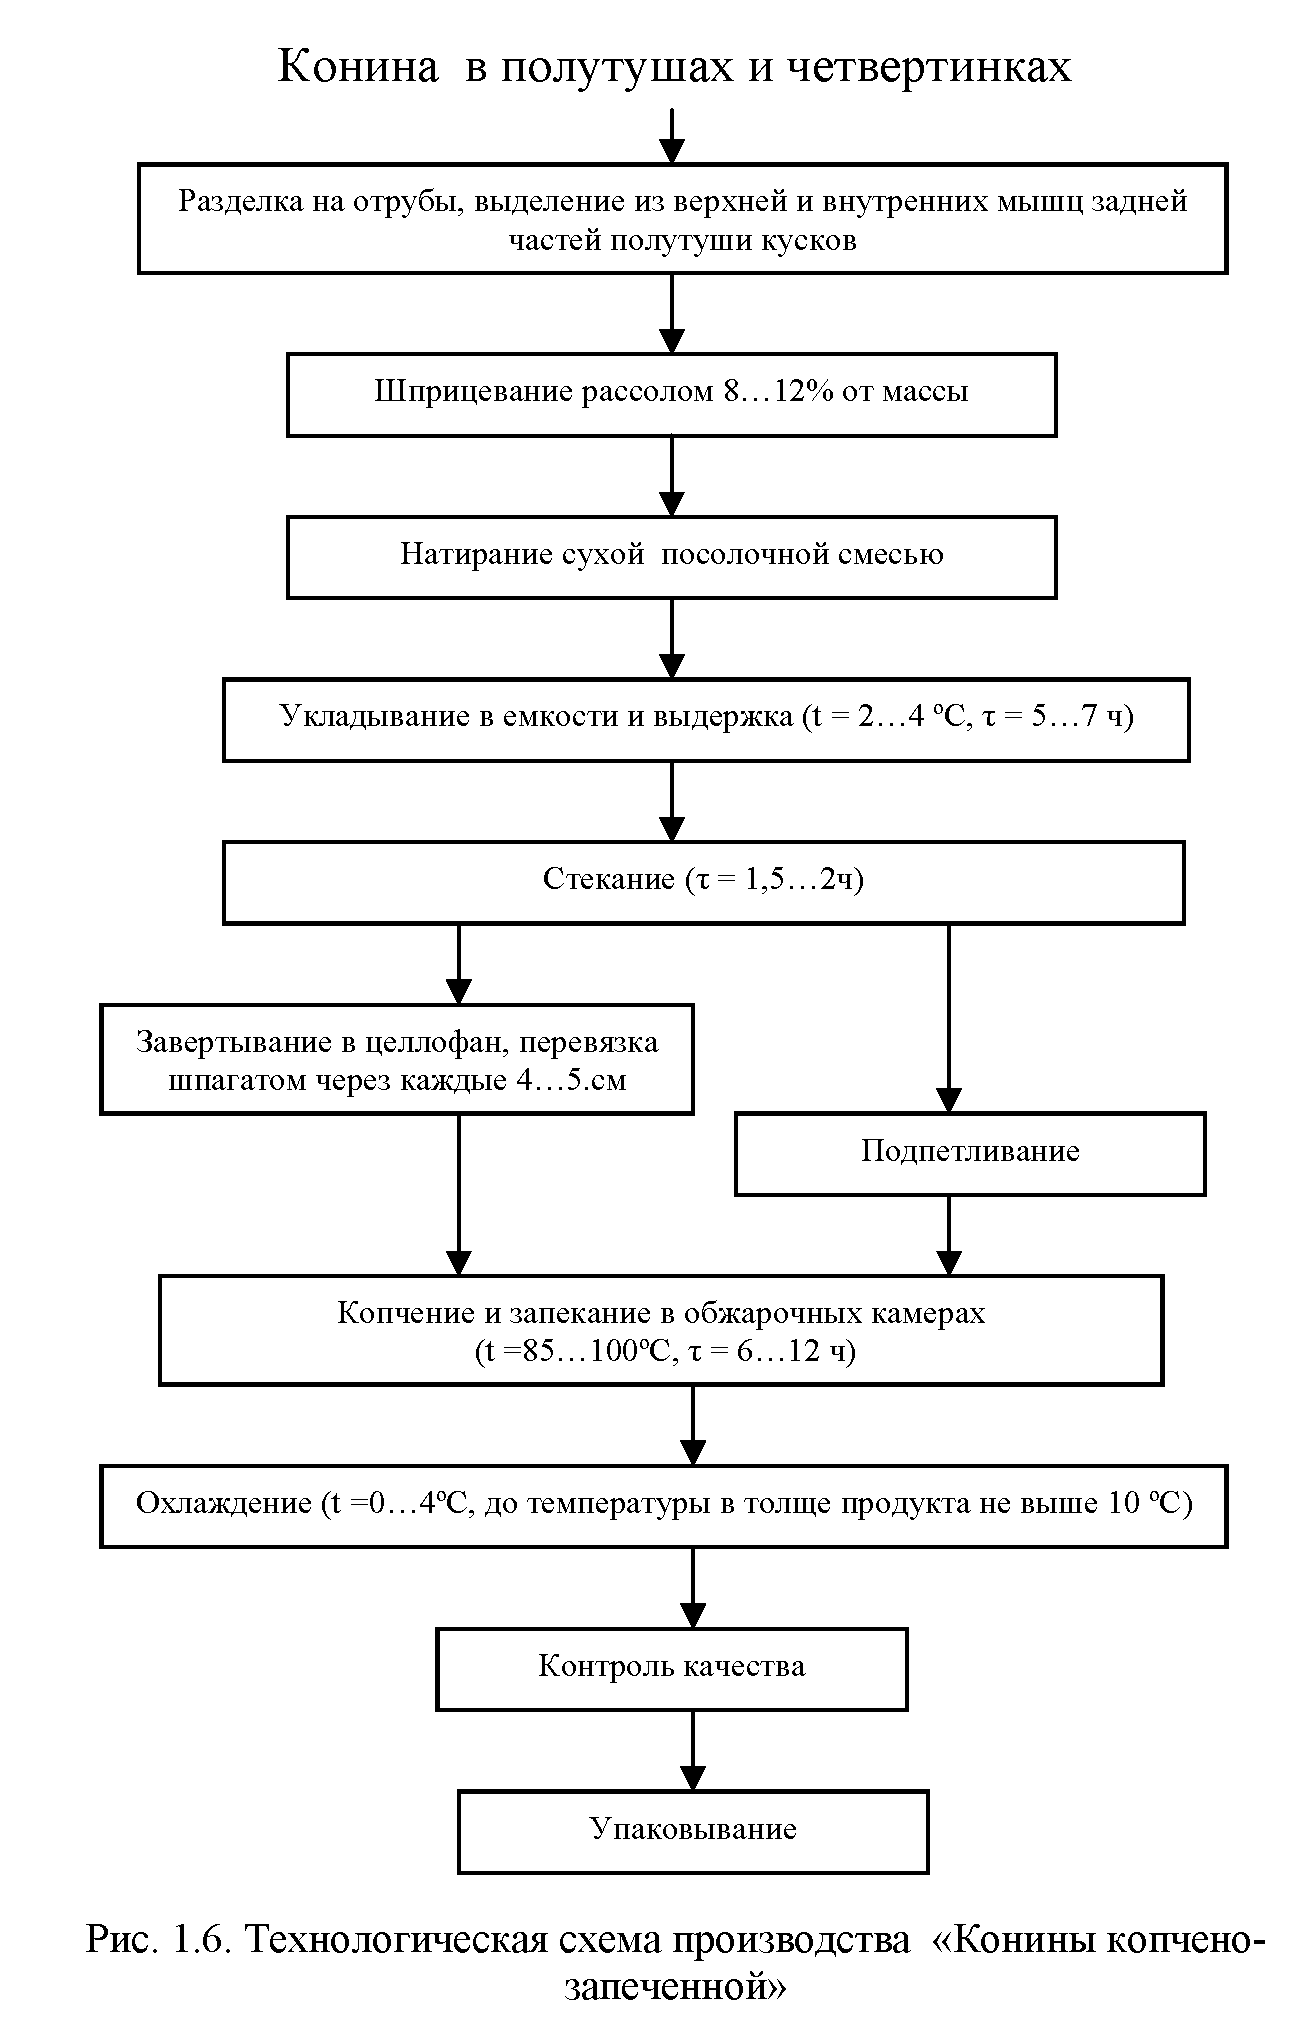 Конина в полутушах и четвертинках
Разделка на отрубы, выделение из верхней и внутренних мышц задней
частей полутуши кусков
Шприцевание рассолом 8…12% от массы
Натирание сухой посолочной смесью
Укладывание в емкости и выдержка (t = 2…4 ºС, τ = 5…7 ч)
Стекание (τ = 1,5…2ч)
Завертывание в целлофан, перевязка
шпагатом через каждые 4…5.см
Подпетливание
Копчение и запекание в обжарочных камерах
(t =85…100ºС, τ = 6…12 ч)
Охлаждение (t =0…4ºС, до температуры в толще продукта не выше 10 ºС)
Контроль качества
Упаковывание
Рис. 1.6. Технологическая схема производства «Конины копчено-
запеченной»